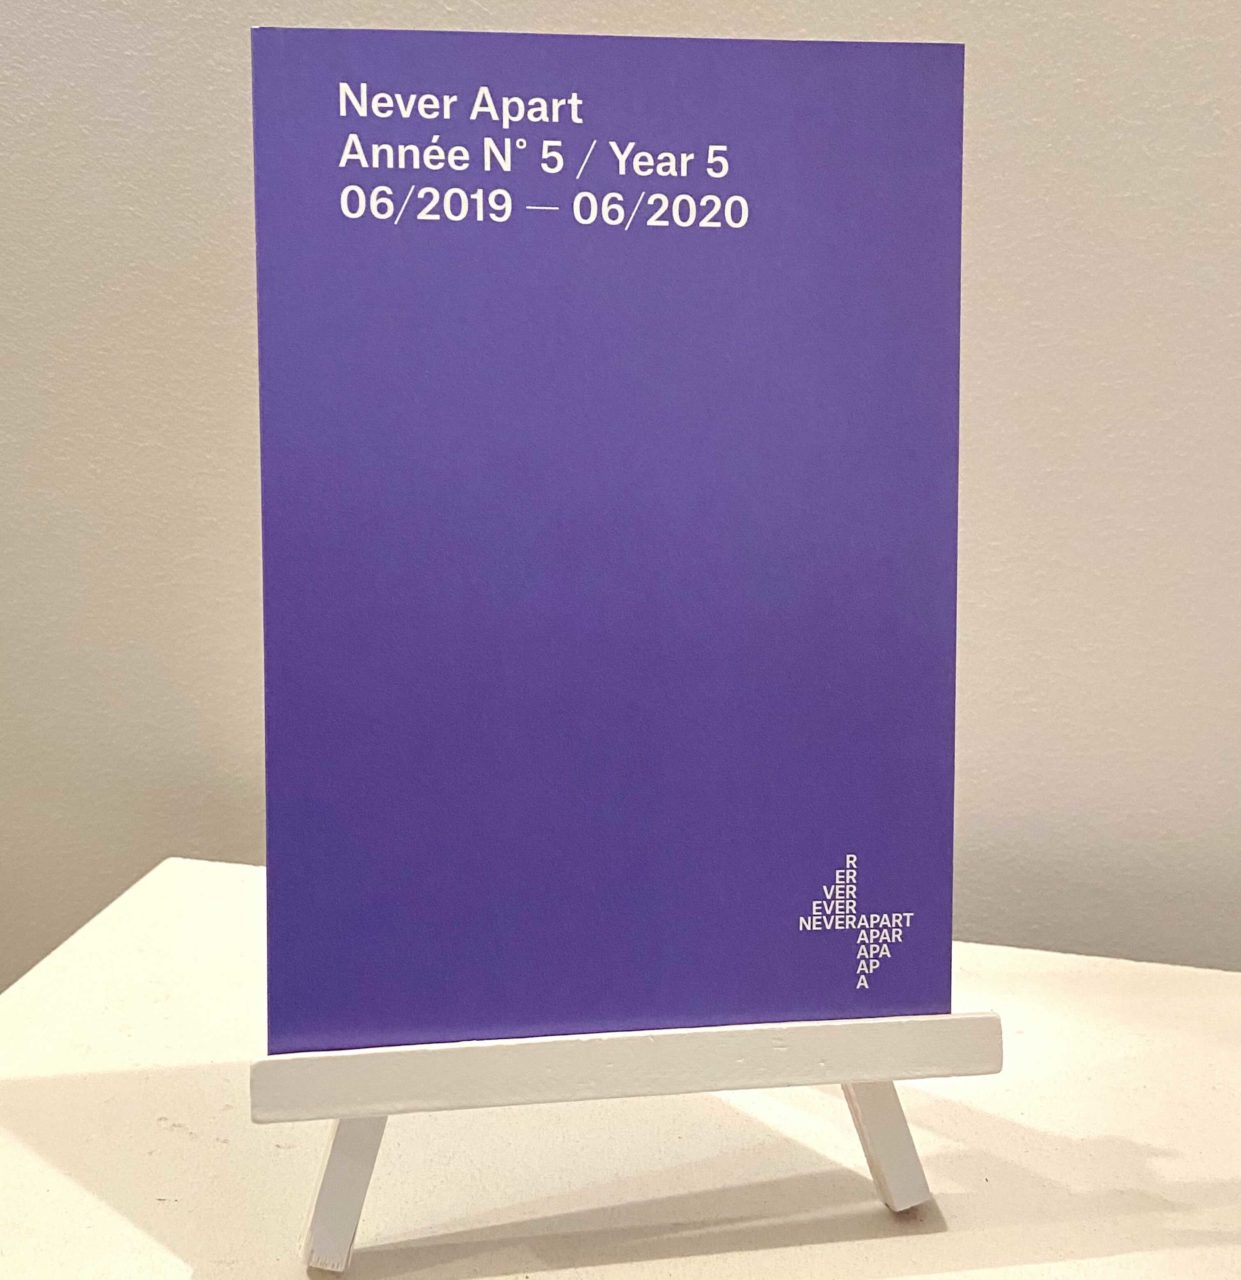 Never Apart
Année N° 5 / Year 5
06/2019 — 06/2020
R
ER
VER
EVER
NEVERAPART
APAR
APA
AP
A